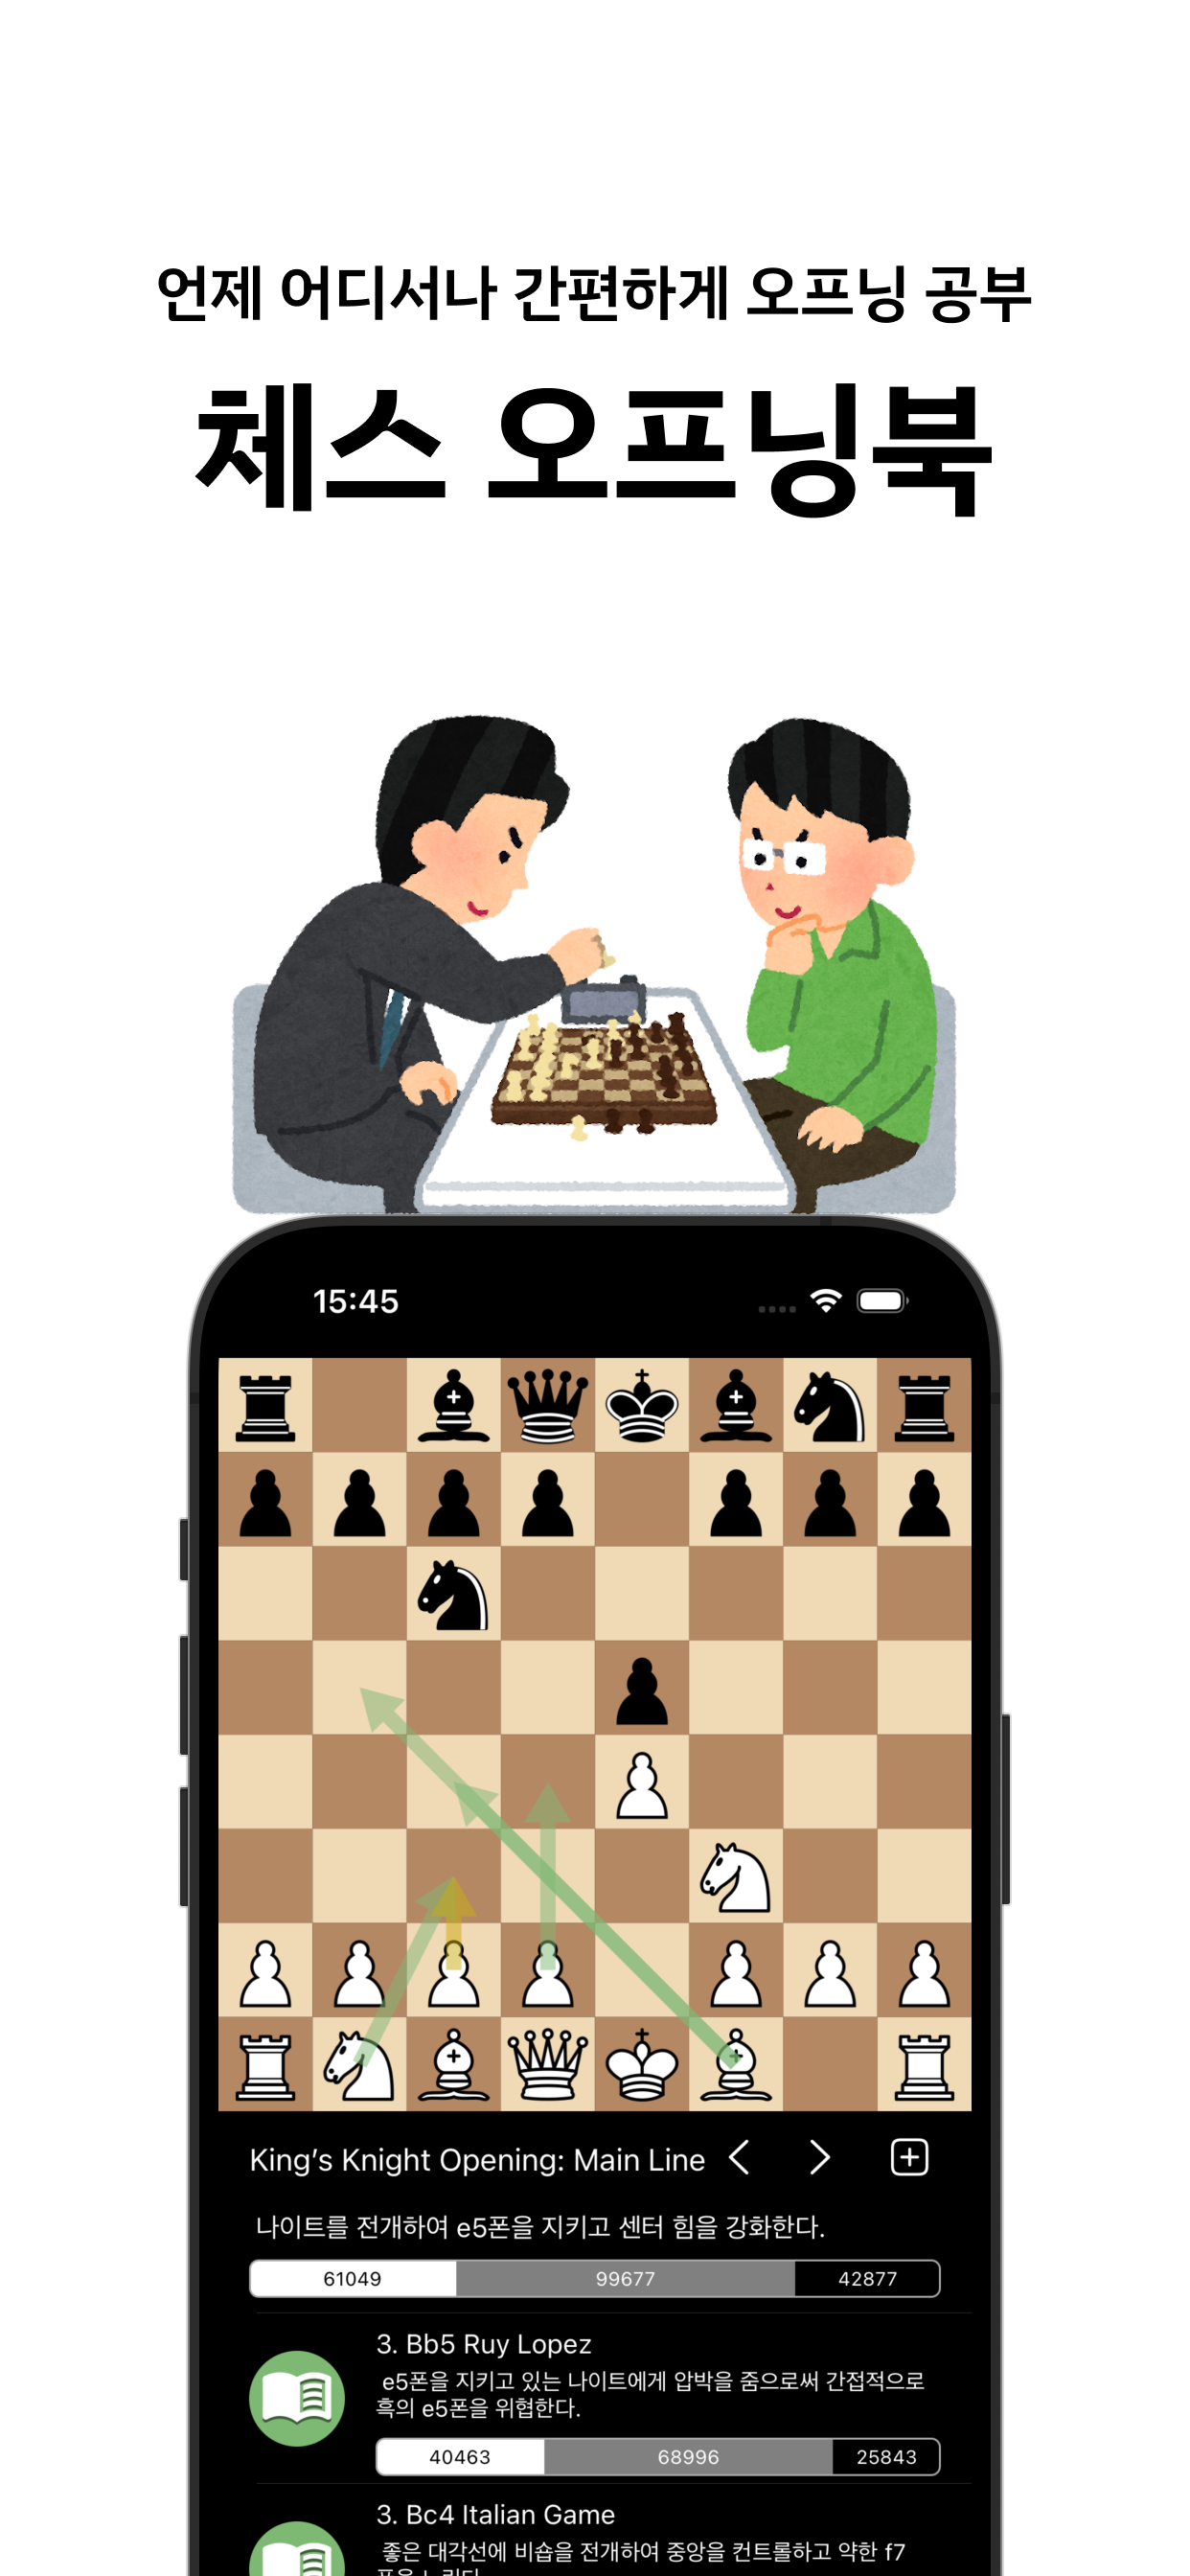 언제 어디서나 간편하게 오프닝 공부
체스 오프닝북
15:45
King’s Knight Opening: Main Line
나이트를 전개하여 e5폰을 지키고 센터 힘을 강화한다.
61049 99677 42877
3. Bb5 Ruy Lopez
e5폰을 지키고 있는 나이트에게 압박을 줌으로써 간접적으로
흑의 e5폰을 위협한다.
40463 68996 25843
3. Bc4 Italian Game
좋은 대각선에 비숍을 전개하여 중앙을 컨트롤하고 약한 f7